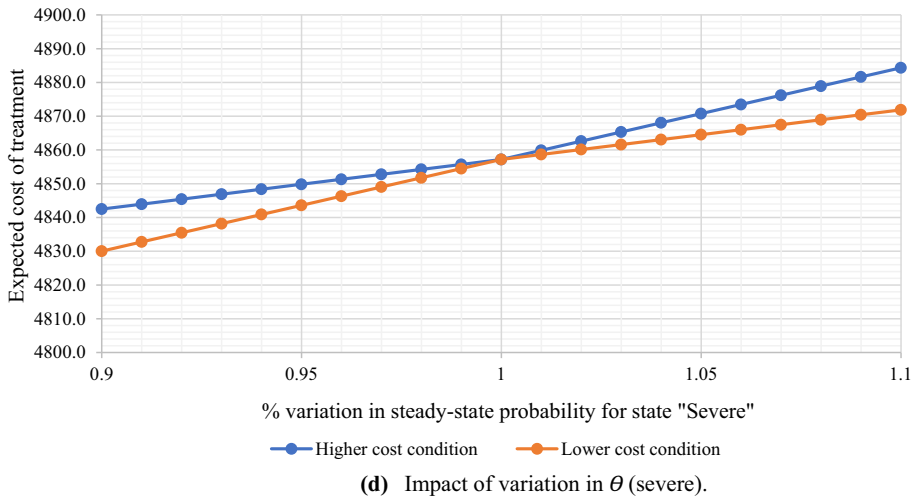 4900.0
4890.0
4880.0
4870.0
4860.0
4850.0
4840.0
4830.0
4820.0
4810.0
4800.0
Expected cost of treatment
0.9 0.95 1 1.05 1.1
% variation in steady-state probability for state "Severe"
Higher cost condition Lower cost condition
(d) Impact of variation in Θ (severe).